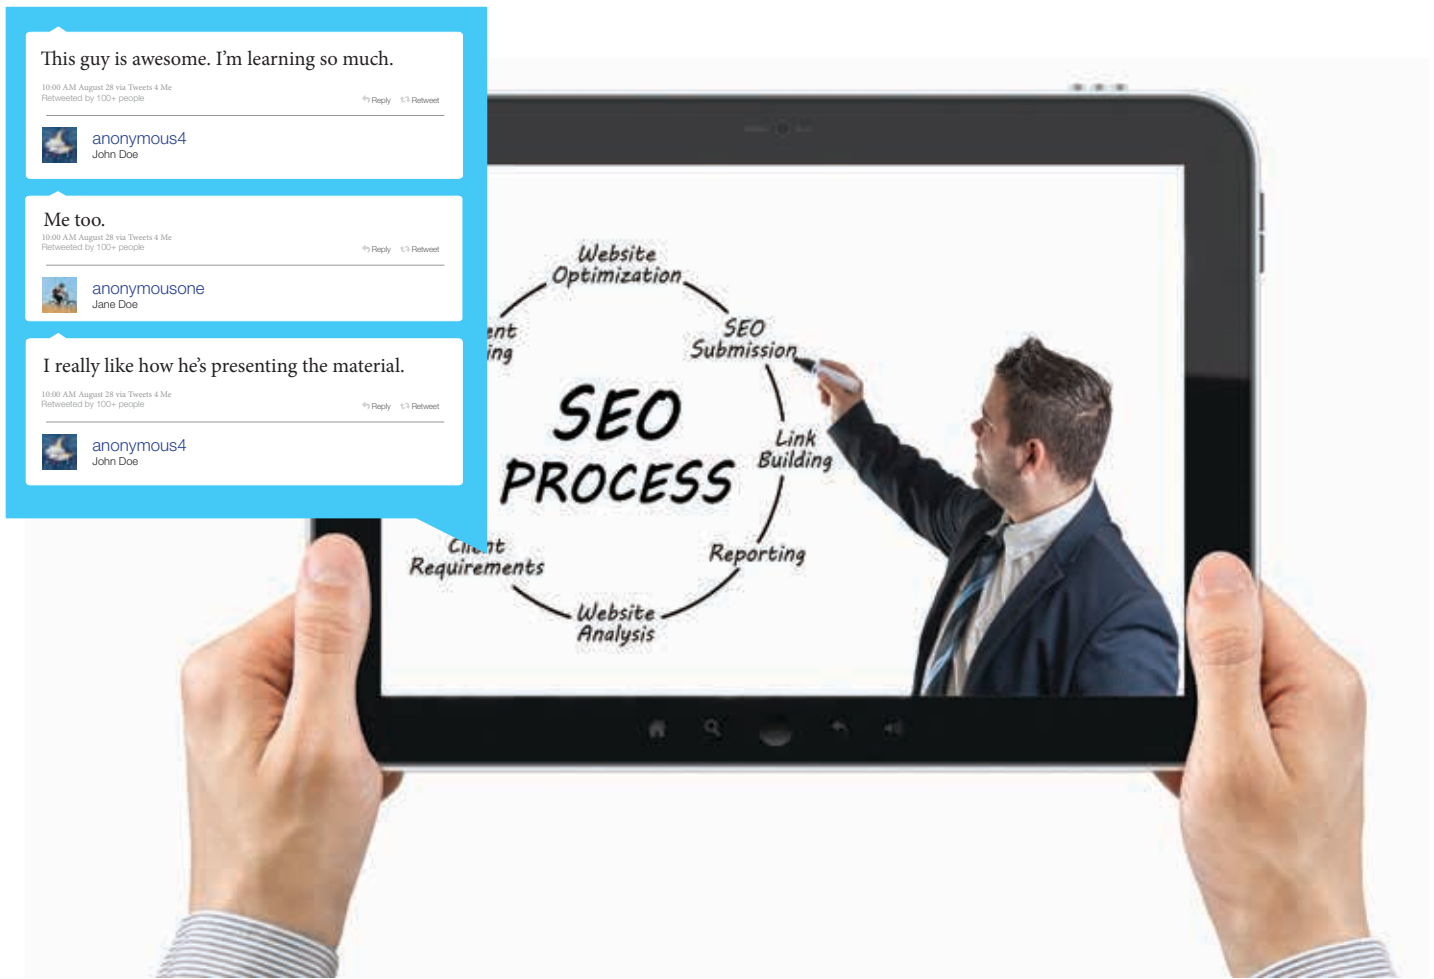 This guy is awesome. I'm learning so much.
10:00 AM August 28 via Tweets 4 Me
Retweeted by 100+ people
Reply Retweet
anonymous4
John Doe
Me too.
10:00 AM August 28 via Tweets 4 Me
Retweeted by 100+ people
Reply Retweet
anonymousone
Jane Doe
I really like how he's presenting the material.
10:00 AM August 28 via Tweets 4 Me
Retweeted by 100+ people
Reply Retweet
anonymous4
John Doe
Website
Optimization
SEO
Submission
ent
ing
SEO
PROCESS
Link
Building
Reporting
Client
Requirements
Website
Analysis